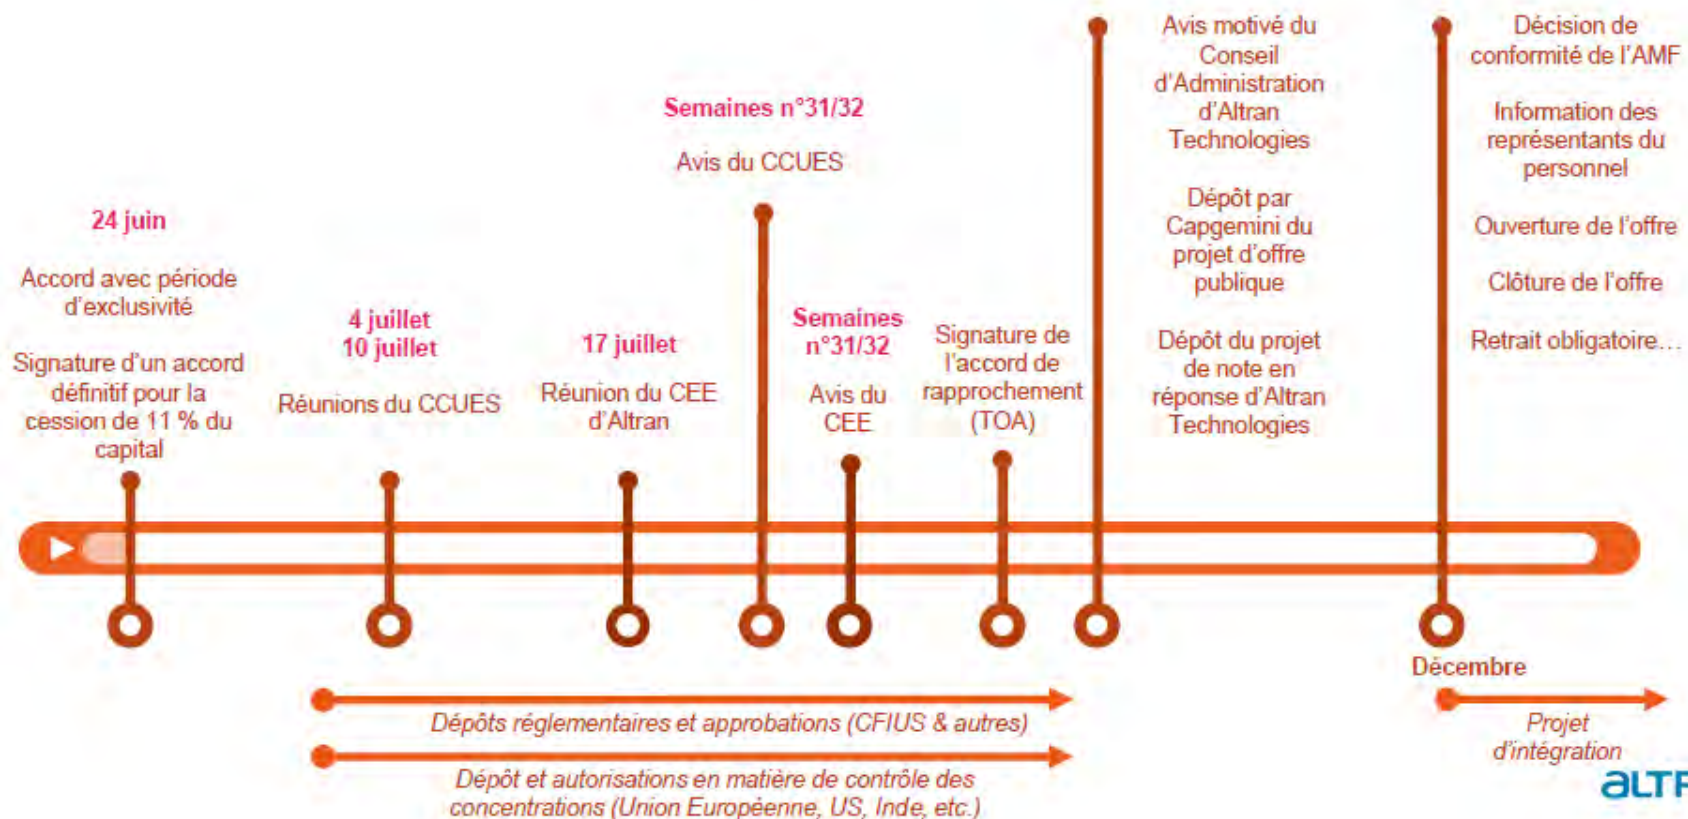 24 juin
Accord avec période
d'exclusivité
Signature d'un accord
définitif pour la
cession de 11 % du
capital
4 juillet
10 juillet
Réunions du CCUES
17 juillet
Réunion du CEE
d'Altran
Semaines n°31/32
Avis du CCUES
Semaines
n°31/32
Avis du
CEE
Signature de
l'accord de
rapprochement
(TOA)
Avis motivé du
Conseil
d'Administration
d'Altran
Technologies
Dépôt par
Capgemini du
projet d'offre
publique
Dépôt du projet
de note en
réponse d'Altran
Technologies
Décision de
conformité de l'AMF
Information des
représentants du
personnel
Ouverture de l'offre
Clôture de l'offre
Retrait obligatoire…
Décembre
Dépôts réglementaires et approbations (CFIUS & autres)
Dépôt et autorisations en matière de contrôle des
concentrations (Union Européenne, US, Inde, etc.)
Projet
d'intégration